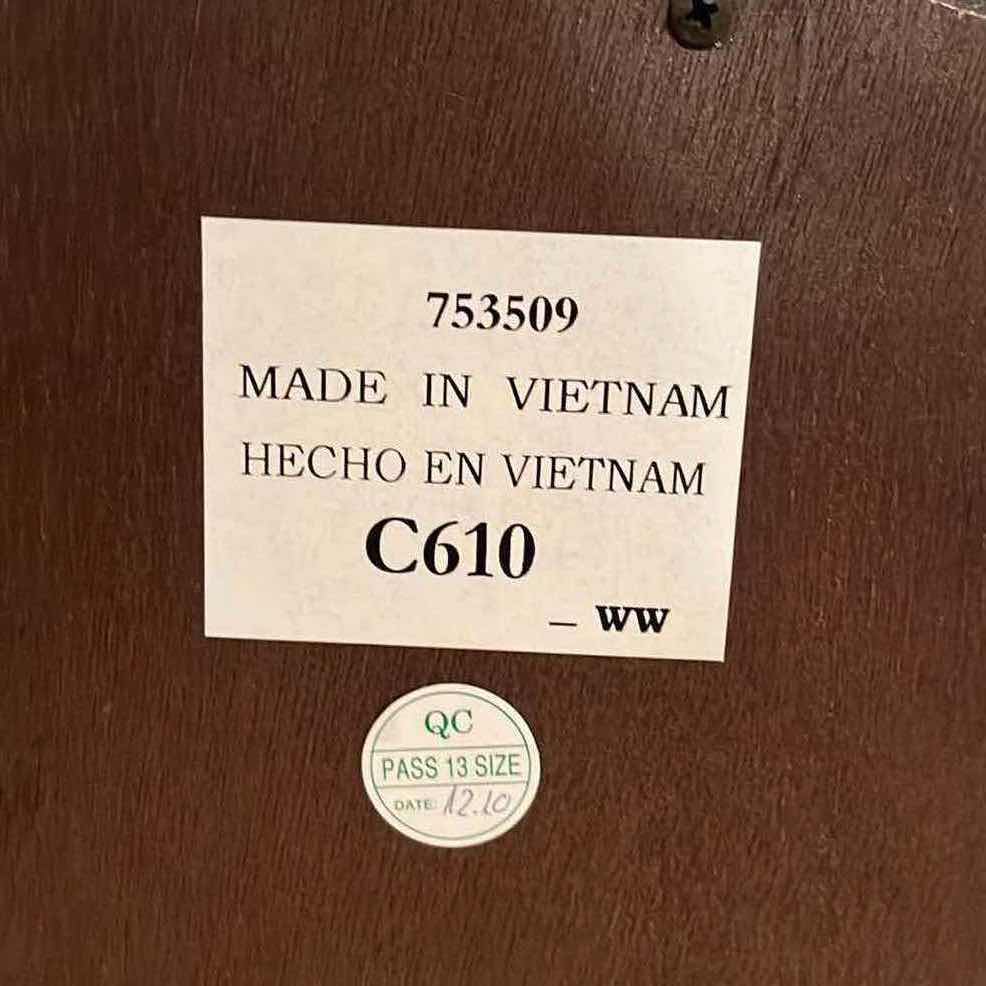 753509
MADE IN VIETNAM
HECHO EN VIETNAM
C610
_ WW
QC
PASS 13 SIZE
DATE: 12.10